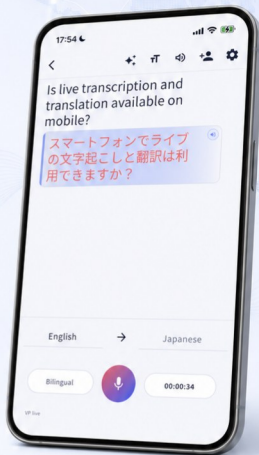 17:54
Is live transcription and
translation available on
mobile?
スマートフォンでライブ
の文字起こしと翻訳は利
用できますか？
English → Japanese
Bilingual
00:00:34
VP live